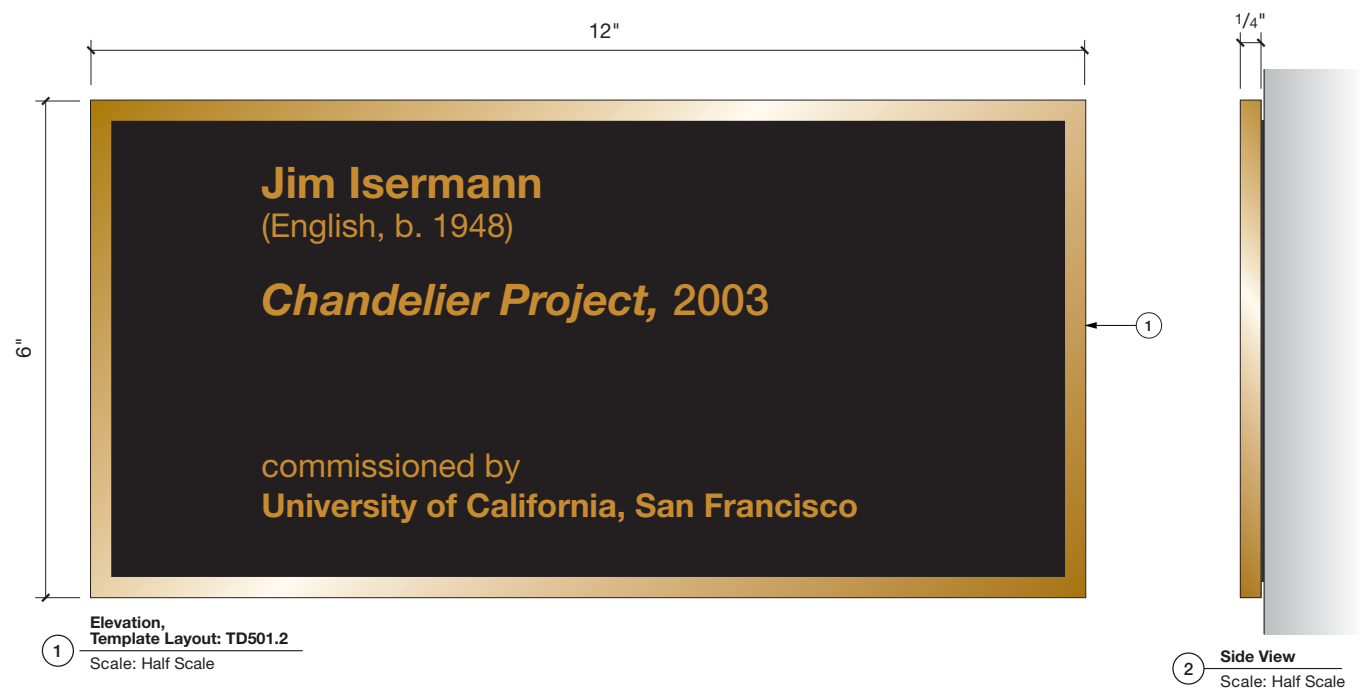 12"
1/4"
Jim Isermann
(English, b. 1948)
Chandelier Project, 2003
6"
1
commissioned by
University of California, San Francisco
1
Elevation,
Template Layout: TD501.2
Scale: Half Scale
2
Side View
Scale: Half Scale